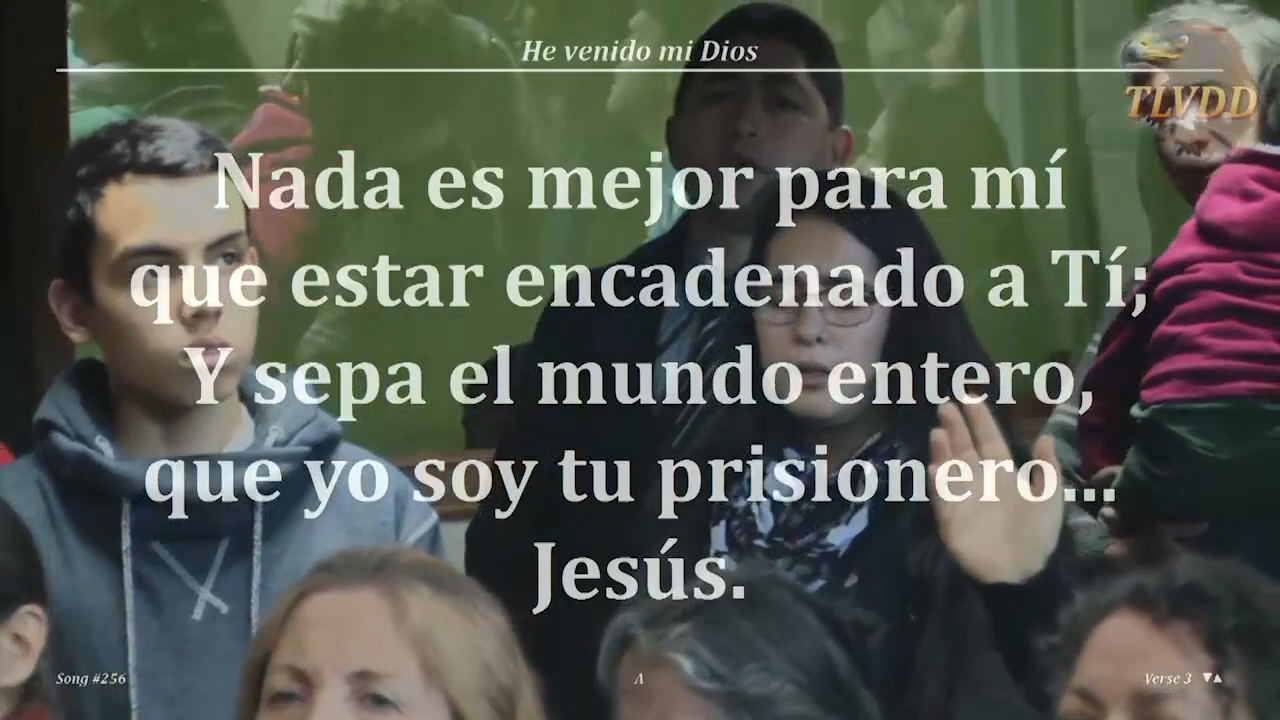 He venido mi Dios
TLVDD
Nada es mejor para mí
que estar encadenado a Tí;
Y sepa el mundo entero,
que yo soy tu prisionero...
Jesús.
Song #256
Verse 3 ▼▲